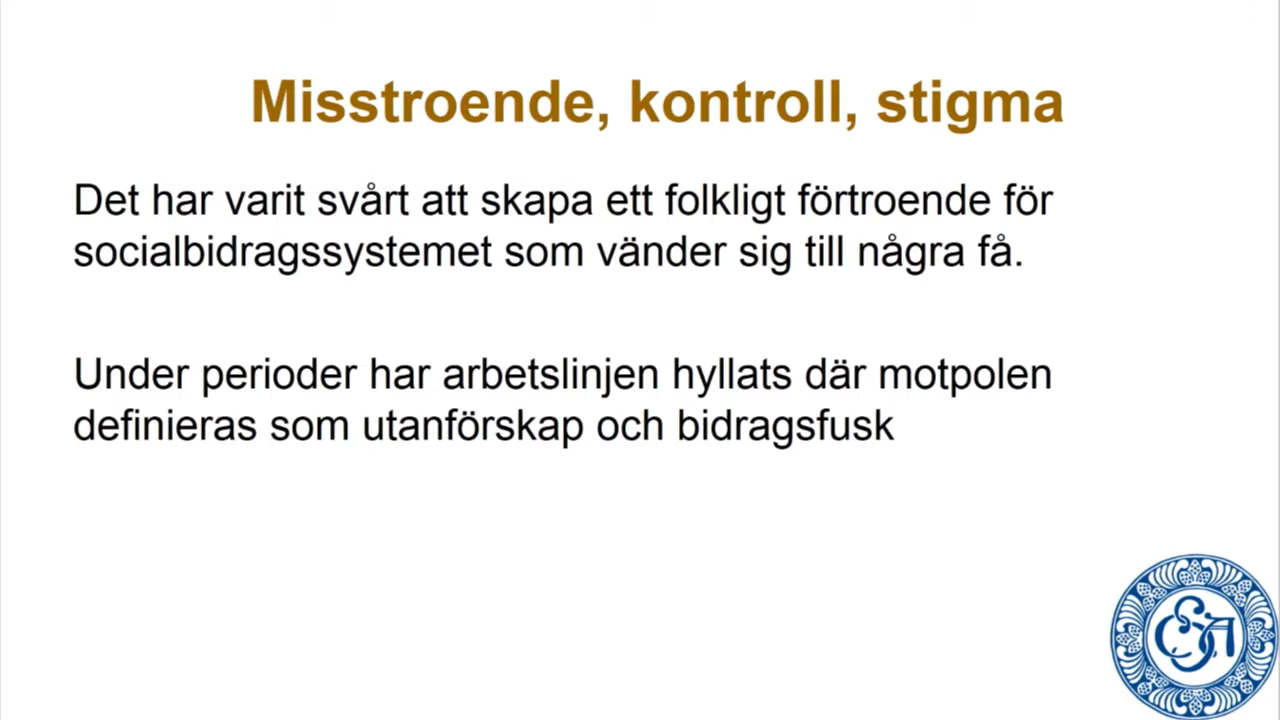 Misstroende, kontroll, stigma
Det har varit svårt att skapa ett folkligt förtroende för
socialbidragssystemet som vänder sig till några få.
Under perioder har arbetslinjen hyllats där motpolen
definieras som utanförskap och bidragsfusk